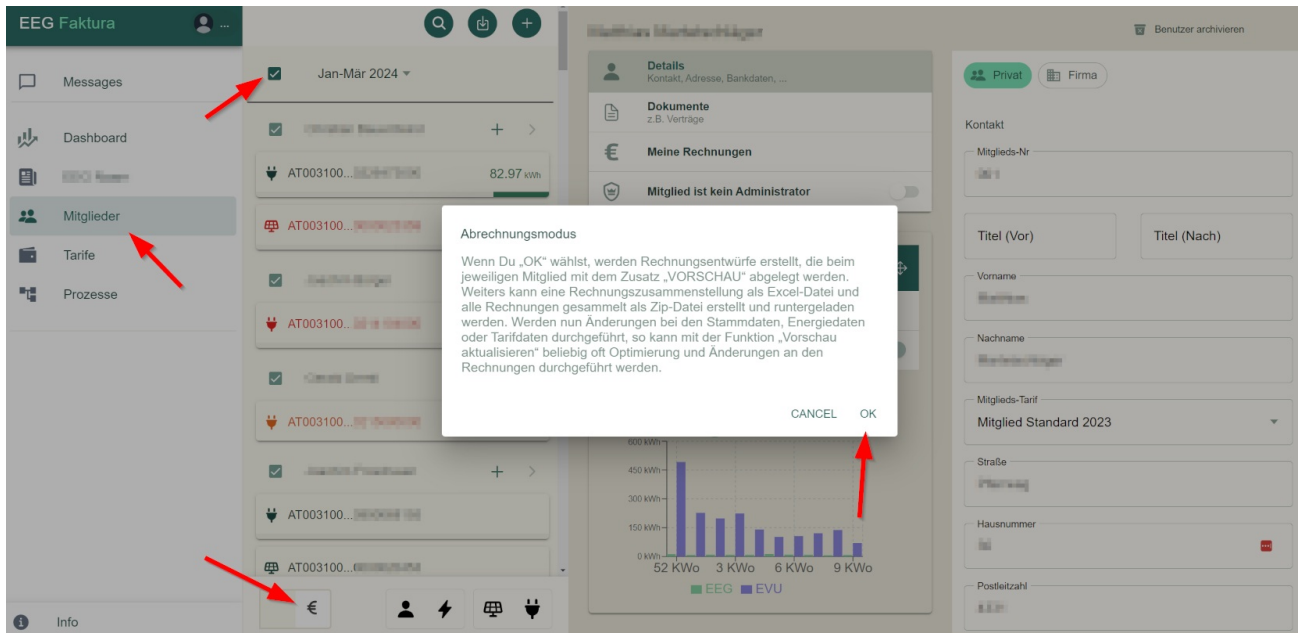 EEG Faktura
...
Messages
Dashboard
Mitglieder
Tarife
Prozesse
Info
Jan-Mär 2024
AT003100...
82.97 kWh
AT003100...
AT003100..
AT003100...
AT003100...
AT003100...
€
Benutzer archivieren
Details
Kontakt, Adresse, Bankdaten, ...
Dokumente
z.B. Verträge
€ Meine Rechnungen
Mitglied ist kein Administrator
Abrechnungsmodus
Wenn Du „OK“ wählst, werden Rechnungsentwürfe erstellt, die beim
jeweiligen Mitglied mit dem Zusatz „VORSCHAU“ abgelegt werden.
Weiters kann eine Rechnungszusammenstellung als Excel-Datei und
alle Rechnungen gesammelt als Zip-Datei erstellt und runtergeladen
werden. Werden nun Änderungen bei den Stammdaten, Energiedaten
oder Tarifdaten durchgeführt, so kann mit der Funktion „Vorschau
aktualisieren“ beliebig oft Optimierung und Änderungen an den
Rechnungen durchgeführt werden.
CANCEL OK
600 kWh
450 kWh
300 kWh
150 kWh
0 kWh
52 KWo 3 KWo 6 KWo 9 KWo
EEG EVU
Privat Firma
Kontakt
Mitglieds-Nr
Titel (Vor) Titel (Nach)
Vorname
Nachname
Mitglieds-Tarif
Mitglied Standard 2023
Straße
Hausnummer
Postleitzahl